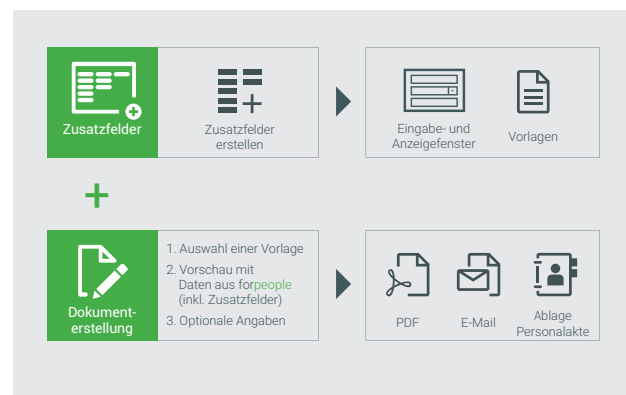 Zusatzfelder
Zusatzfelder
erstellen
Eingabe- und
Anzeigefenster
Vorlagen
Dokument-
erstellung
1. Auswahl einer Vorlage
2. Vorschau mit
Daten aus forpeople
(inkl. Zusatzfelder)
3. Optionale Angaben
PDF
E-Mail
Ablage
Personalakte